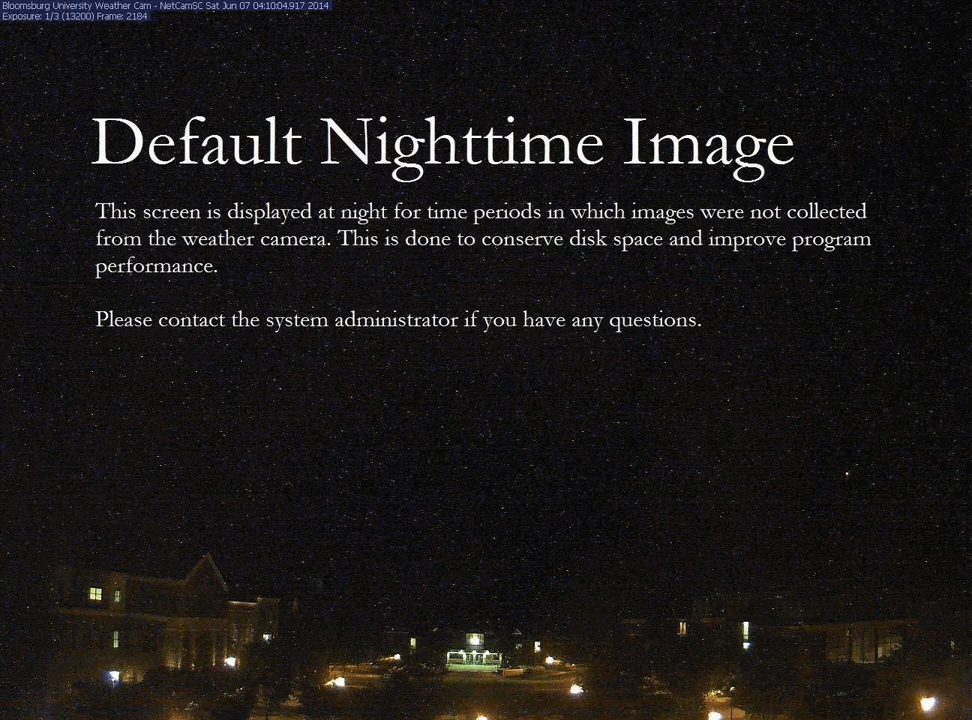 Bloomsburg University Weather Cam - NetCamSC Sat Jun 07 04:10:04.917 2014
Exposure: 1/3 (13200) Frame: 2184
Default Nighttime Image
This screen is displayed at night for time periods in which images were not collected
from the weather camera. This is done to conserve disk space and improve program
performance.
Please contact the system administrator if you have any questions.